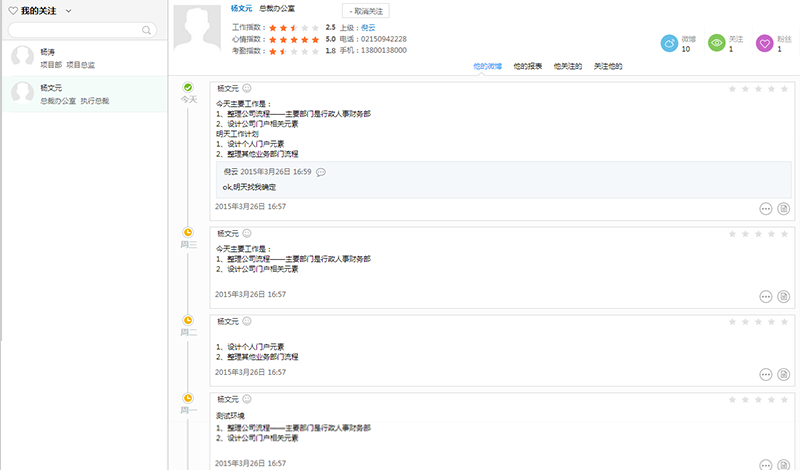 我的关注
杨涛
项目部 项目总监
杨文元
总裁办公室 执行总裁
杨文元 总裁办公室 - 取消关注
工作指数： 2.5 上级：倪云
心情指数： 5.0 电话：02150942228
考勤指数： 1.8 手机：13800138000
微博 10
关注 1
粉丝 1
他的微博 他的报表 他关注的 关注他的
今天
杨文元
今天主要工作是：
1、整理公司流程——主要部门是行政人事财务部
2、设计公司门户相关元素
明天工作计划
1、设计个人门户元素
2、整理其他业务部门流程
倪云 2015年3月26日 16:59
ok,明天找我确定
2015年3月26日 16:57
周三
杨文元
今天主要工作是：
1、整理公司流程——主要部门是行政人事财务部
2、设计公司门户相关元素
2015年3月26日 16:57
周二
杨文元
1、设计个人门户元素
2、整理其他业务部门流程
2015年3月26日 16:57
周一
杨文元
测试环境
1、整理公司流程——主要部门是行政人事财务部
2、设计公司门户相关元素
2015年3月26日 16:57